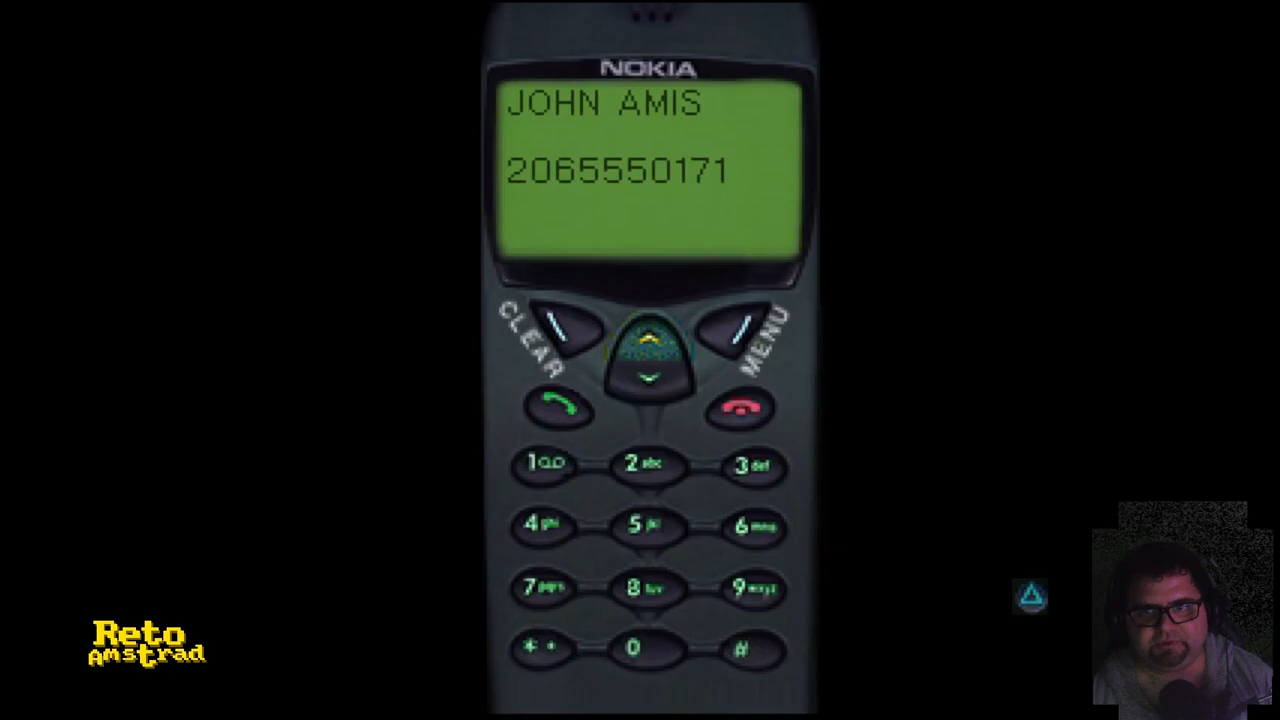 NOKIA
JOHN AMIS
2065550171
CLEAR
MENU
1
2 abc
3 def
4 ghi
5 jkl
6 mno
7 pqrs
8 tuv
9 wxyz
* 
0
#
Reto
Amstrad